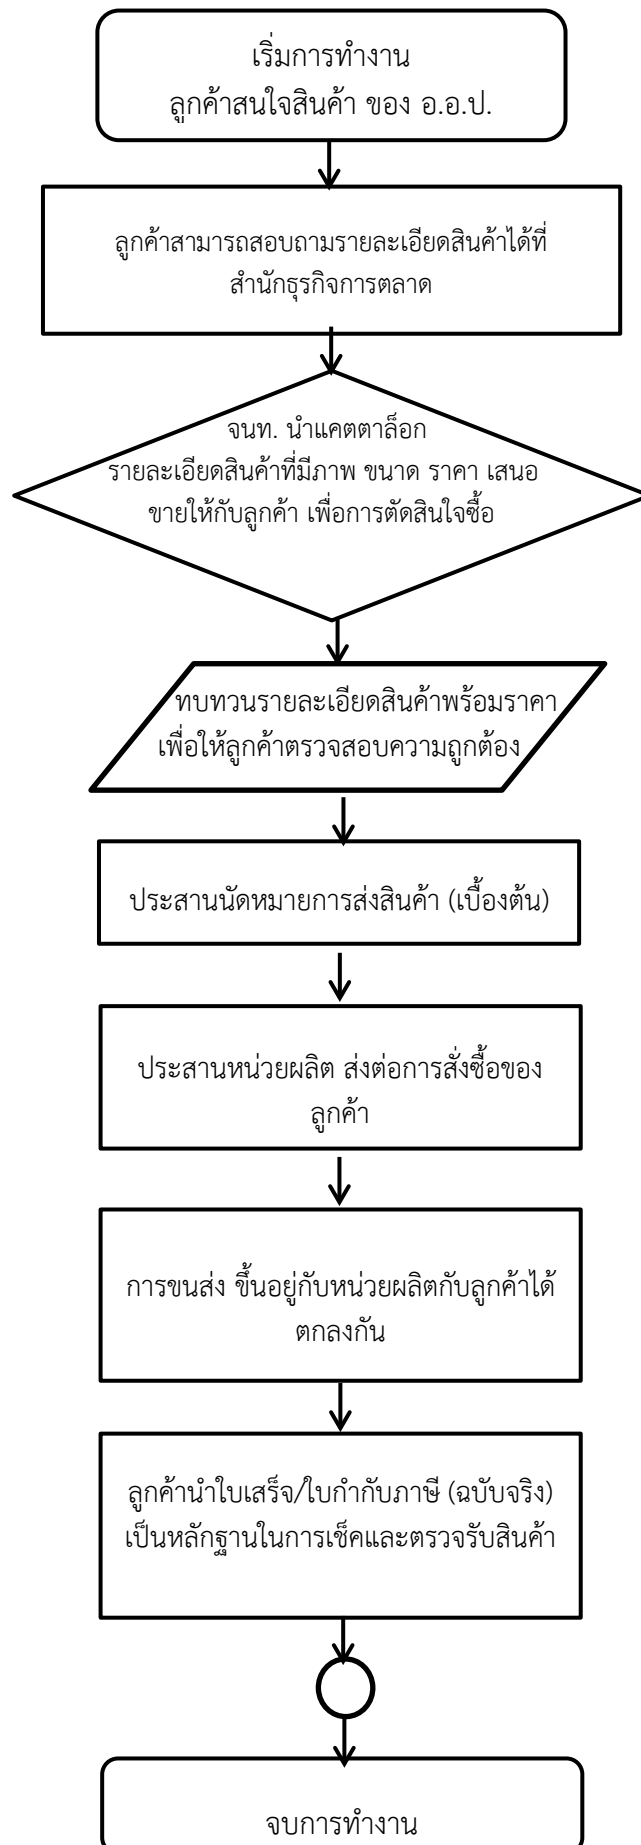 เริ่มการทำงาน
ลูกค้าสนใจสินค้า ของ อ.อ.ป.
ลูกค้าสามารถสอบถามรายละเอียดสินค้าได้ที่
สำนักธุรกิจการตลาด
จนท. นำแคตตาล็อก
รายละเอียดสินค้าที่มีภาพ ขนาด ราคา เสนอ
ขายให้กับลูกค้า เพื่อการตัดสินใจซื้อ
ทบทวนรายละเอียดสินค้าพร้อมราคา
เพื่อให้ลูกค้าตรวจสอบความถูกต้อง
ประสานนัดหมายการส่งสินค้า (เบื้องต้น)
ประสานหน่วยผลิต ส่งต่อการสั่งซื้อของ
ลูกค้า
การขนส่ง ขึ้นอยู่กับหน่วยผลิตกับลูกค้าได้
ตกลงกัน
ลูกค้านำใบเสร็จ/ใบกำกับภาษี (ฉบับจริง)
เป็นหลักฐานในการเช็คและตรวจรับสินค้า
จบการทำงาน